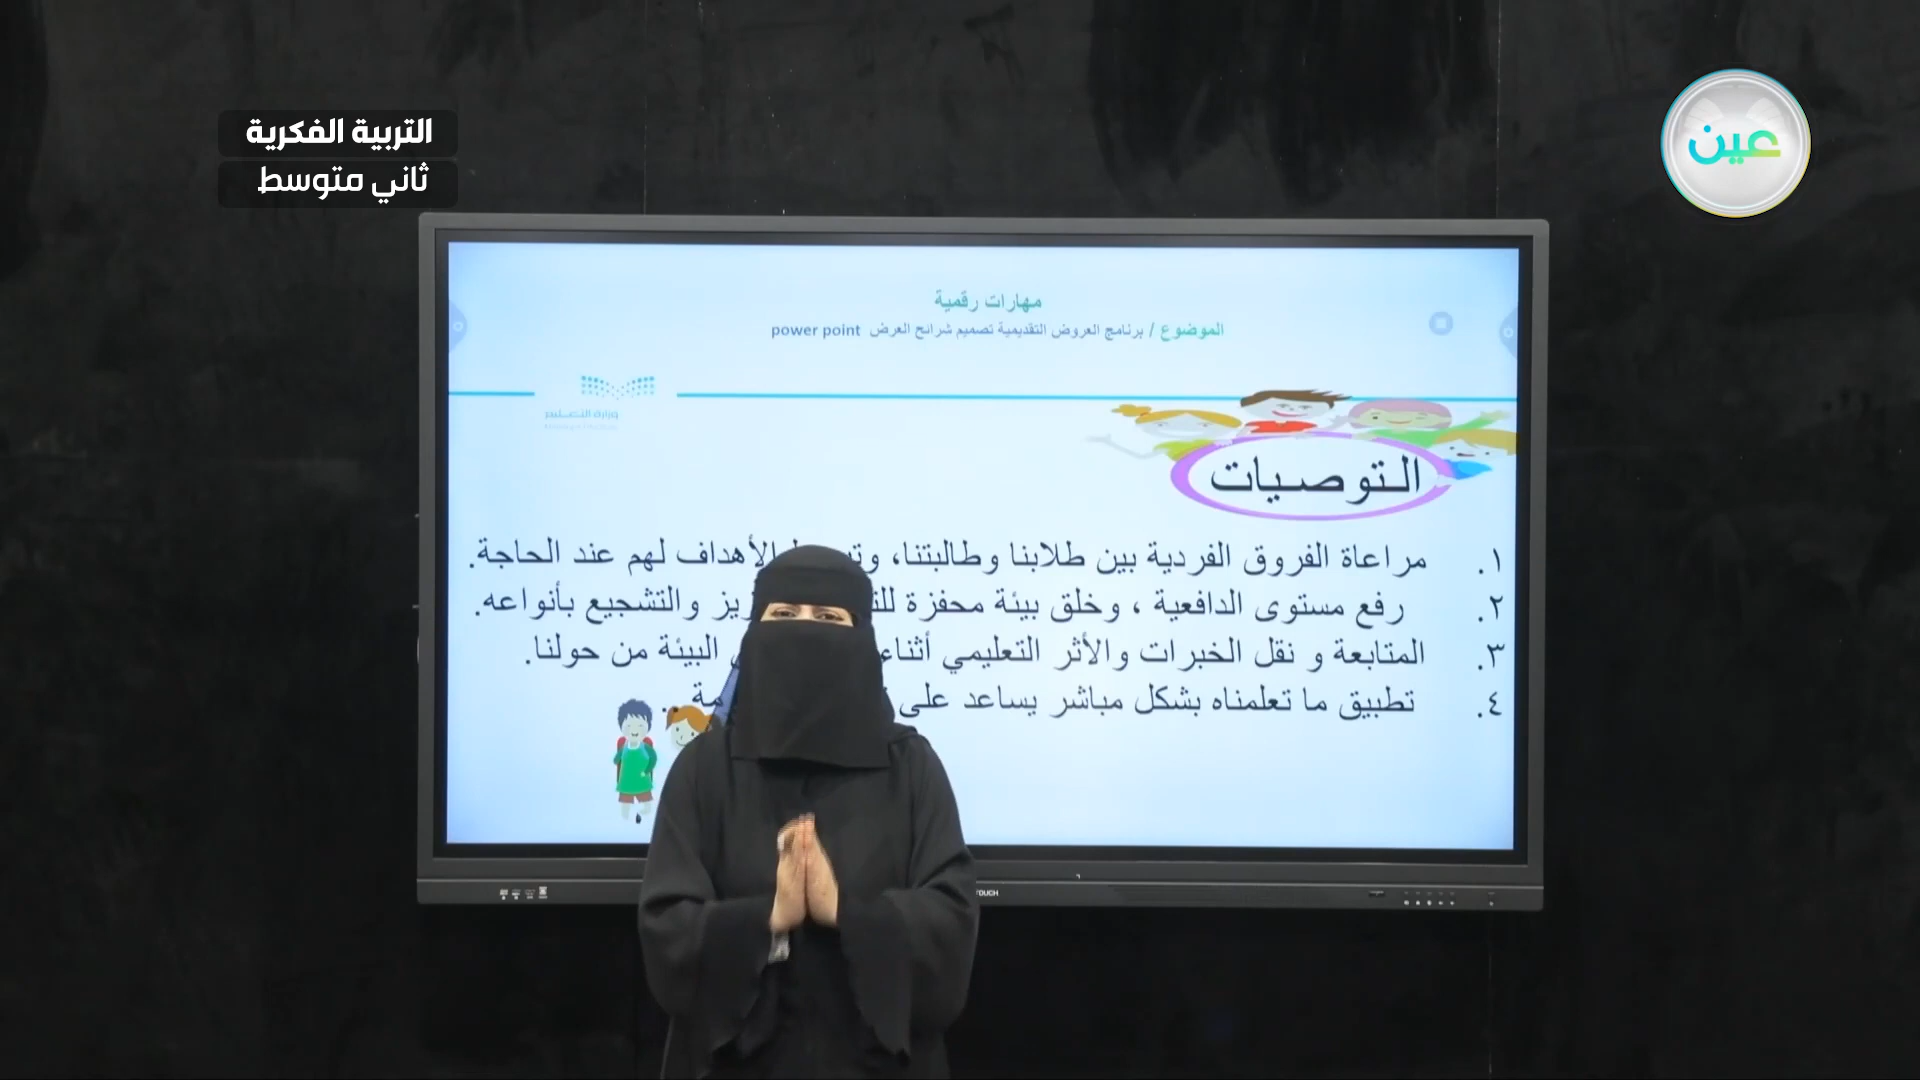 التربية الفكرية
ثاني متوسط
عين
مهارات رقمية
الموضوع / برنامج العروض التقديمية تصميم شرائح العرض power point
وزارة التعليم
التوصيات
١. مراعاة الفروق الفردية بين طلابنا وطالبتنا، الأهداف لهم عند الحاجة.
٢. رفع مستوى الدافعية ، وخلق بيئة محفزة والتشجيع بأنواعه.
٣. المتابعة و نقل الخبرات والأثر التعليمي أثناء البيئة من حولنا.
٤. تطبيق ما تعلمناه بشكل مباشر يساعد على
TOUCH